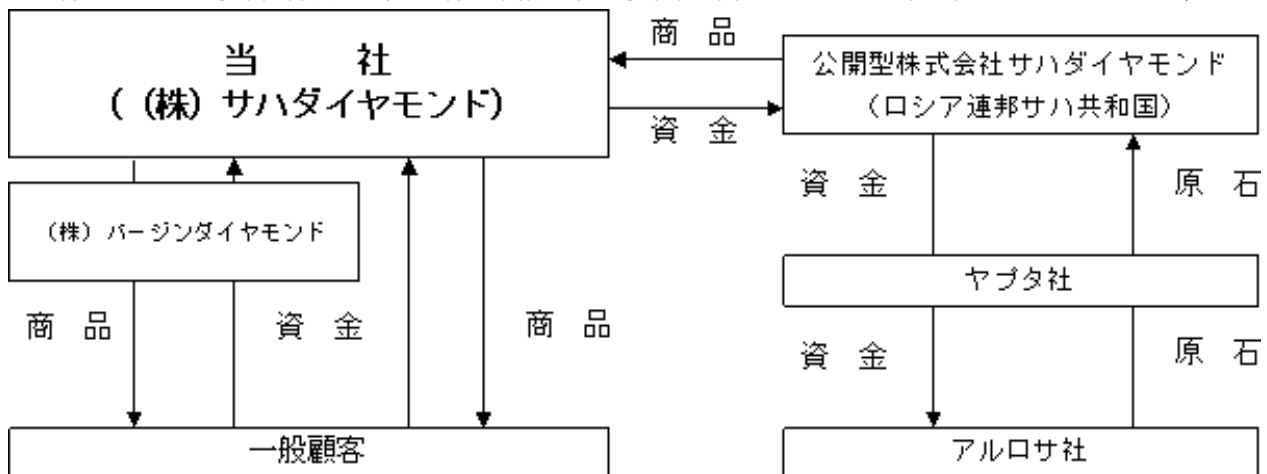 当 社
( (株) サハダイヤモンド)
商 品
資 金
公開型株式会社サハダイヤモンド
(ロシア連邦サハ共和国)
(株) バージンダイヤモンド
資 金
原 石
ヤブタ社
商 品
資 金
商 品
資 金
原 石
一般顧客
アルロサ社